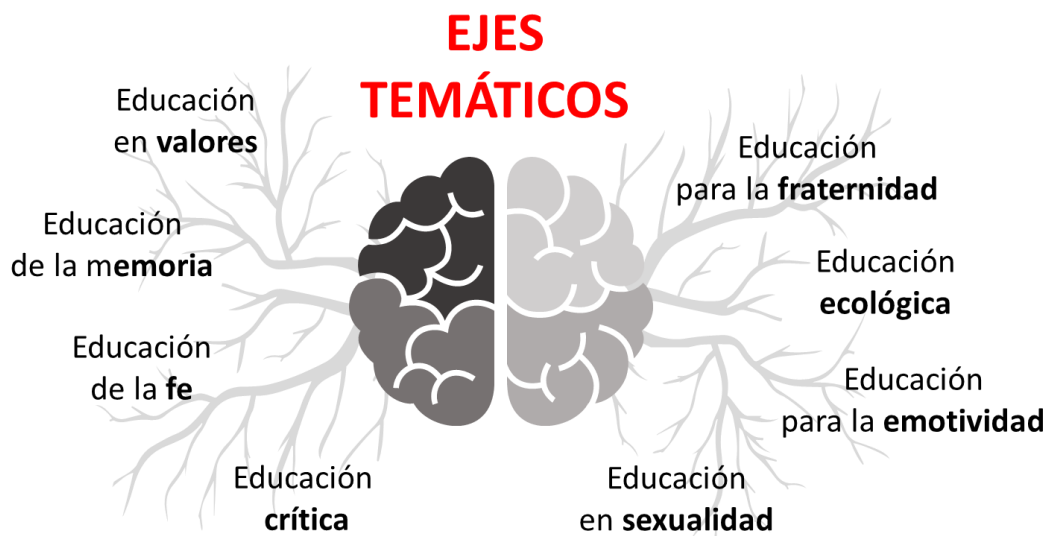 EJES
TEMÁTICOS
Educación
en valores
Educación
de la memoria
Educación
de la fe
Educación
crítica
Educación
para la fraternidad
Educación
ecológica
Educación
para la emotividad
Educación
en sexualidad